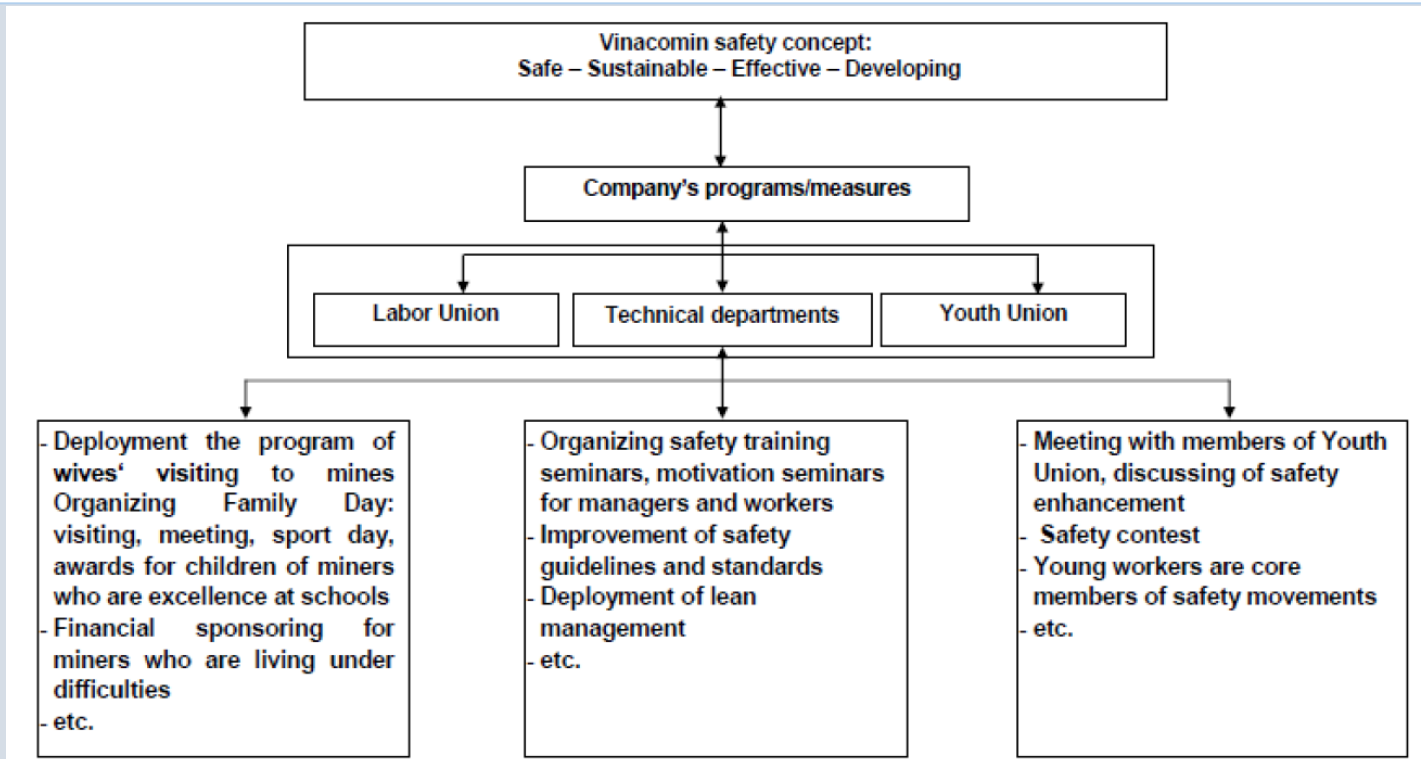 Vinacomin safety concept:
Safe – Sustainable – Effective – Developing
Company's programs/measures
Labor Union
Technical departments
Youth Union
- Deployment the program of
wives‘ visiting to mines
Organizing Family Day:
visiting, meeting, sport day,
awards for children of miners
who are excellence at schools
- Financial sponsoring for
miners who are living under
difficulties
- etc.
- Organizing safety training
seminars, motivation seminars
for managers and workers
- Improvement of safety
guidelines and standards
- Deployment of lean
management
- etc.
- Meeting with members of Youth
Union, discussing of safety
enhancement
- Safety contest
- Young workers are core
members of safety movements
- etc.